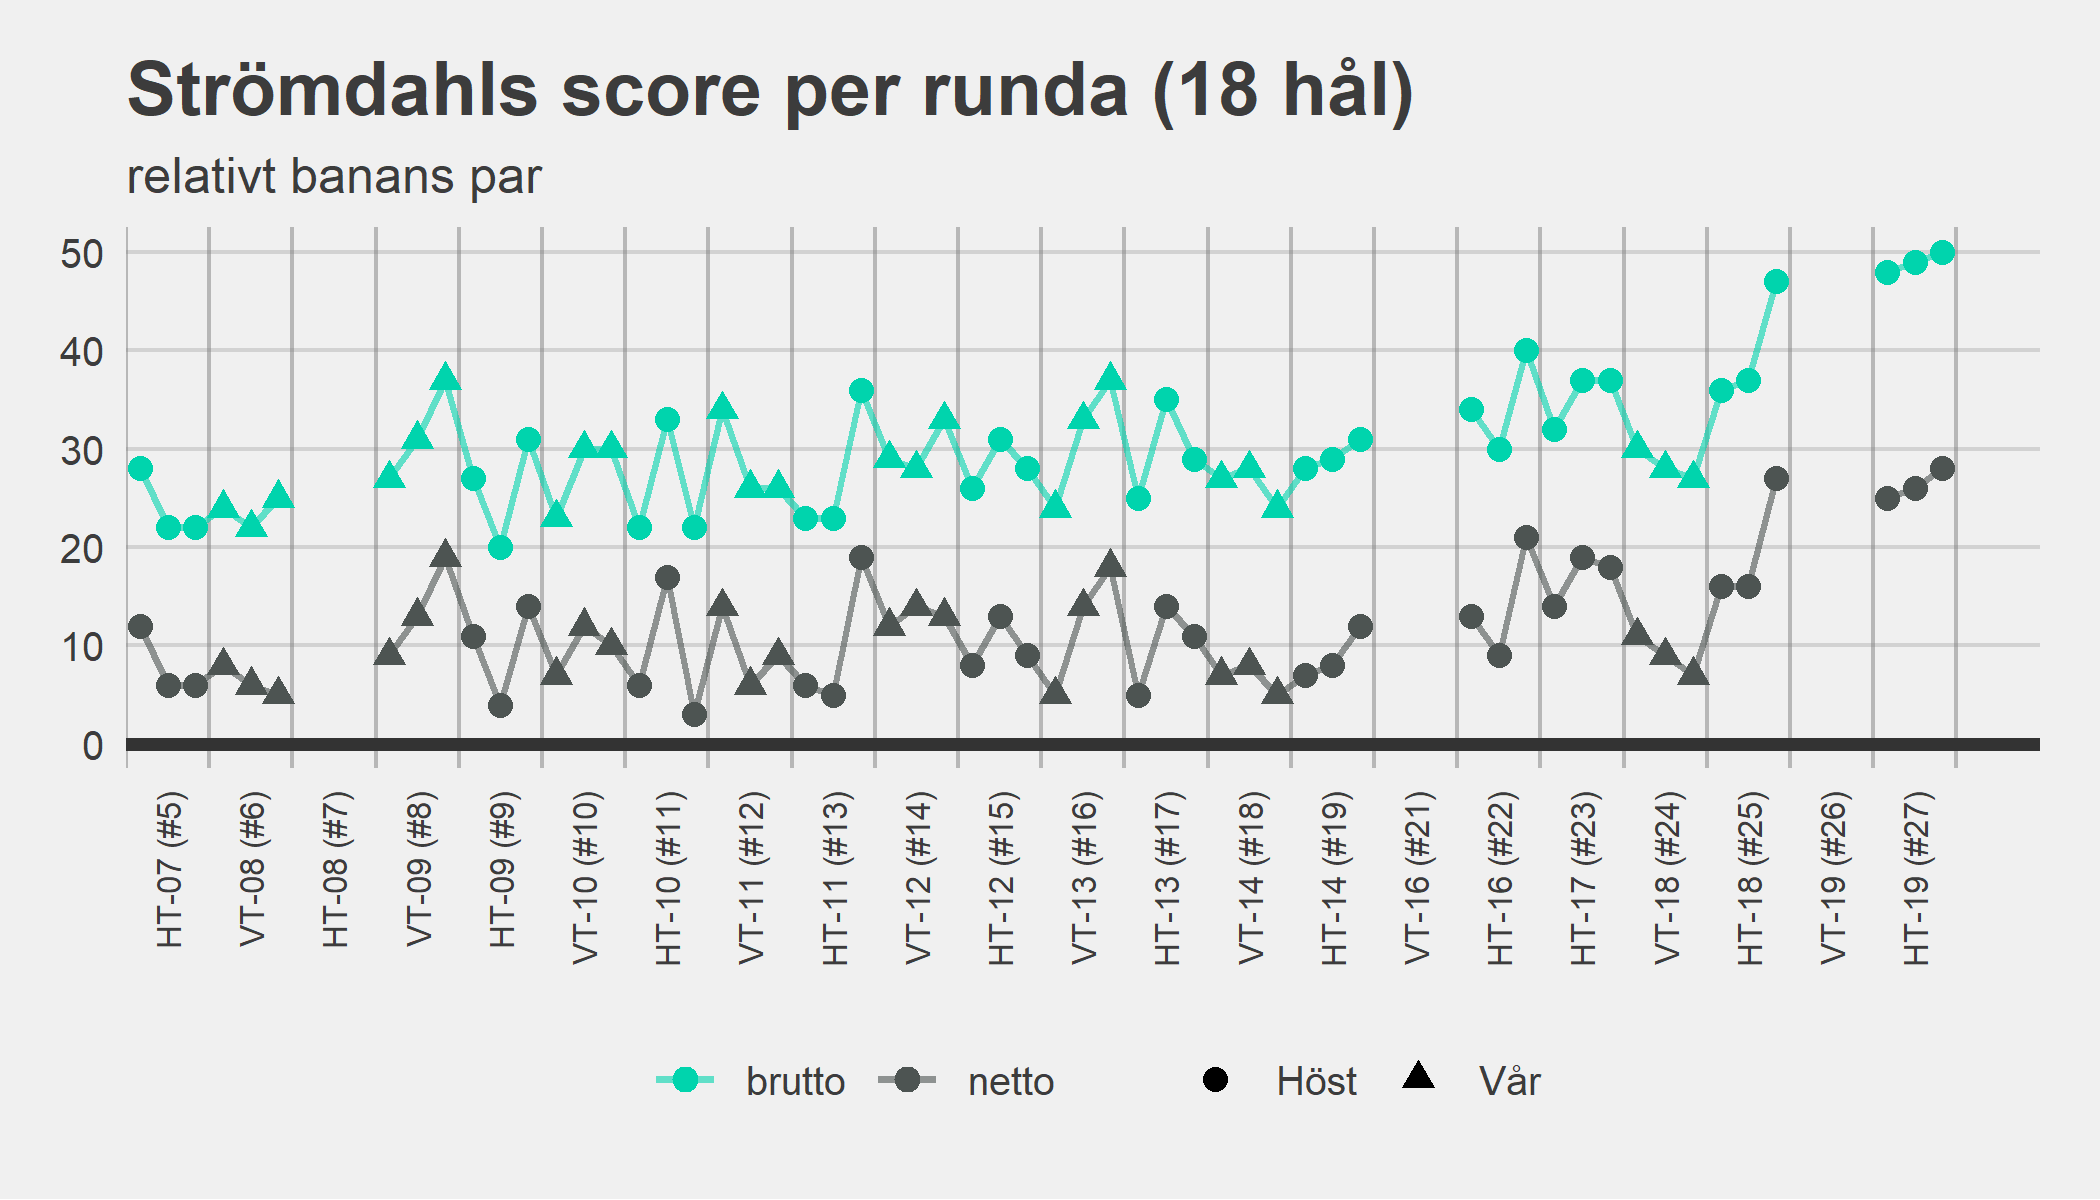 Strömdahls score per runda (18 hål)
relativt banans par
50
40
30
20
10
0
HT-07 (#5)
VT-08 (#6)
HT-08 (#7)
VT-09 (#8)
HT-09 (#9)
VT-10 (#10)
HT-10 (#11)
VT-11 (#12)
HT-11 (#13)
VT-12 (#14)
HT-12 (#15)
VT-13 (#16)
HT-13 (#17)
VT-14 (#18)
HT-14 (#19)
VT-16 (#21)
HT-16 (#22)
HT-17 (#23)
VT-18 (#24)
HT-18 (#25)
VT-19 (#26)
HT-19 (#27)
brutto netto Höst Vår